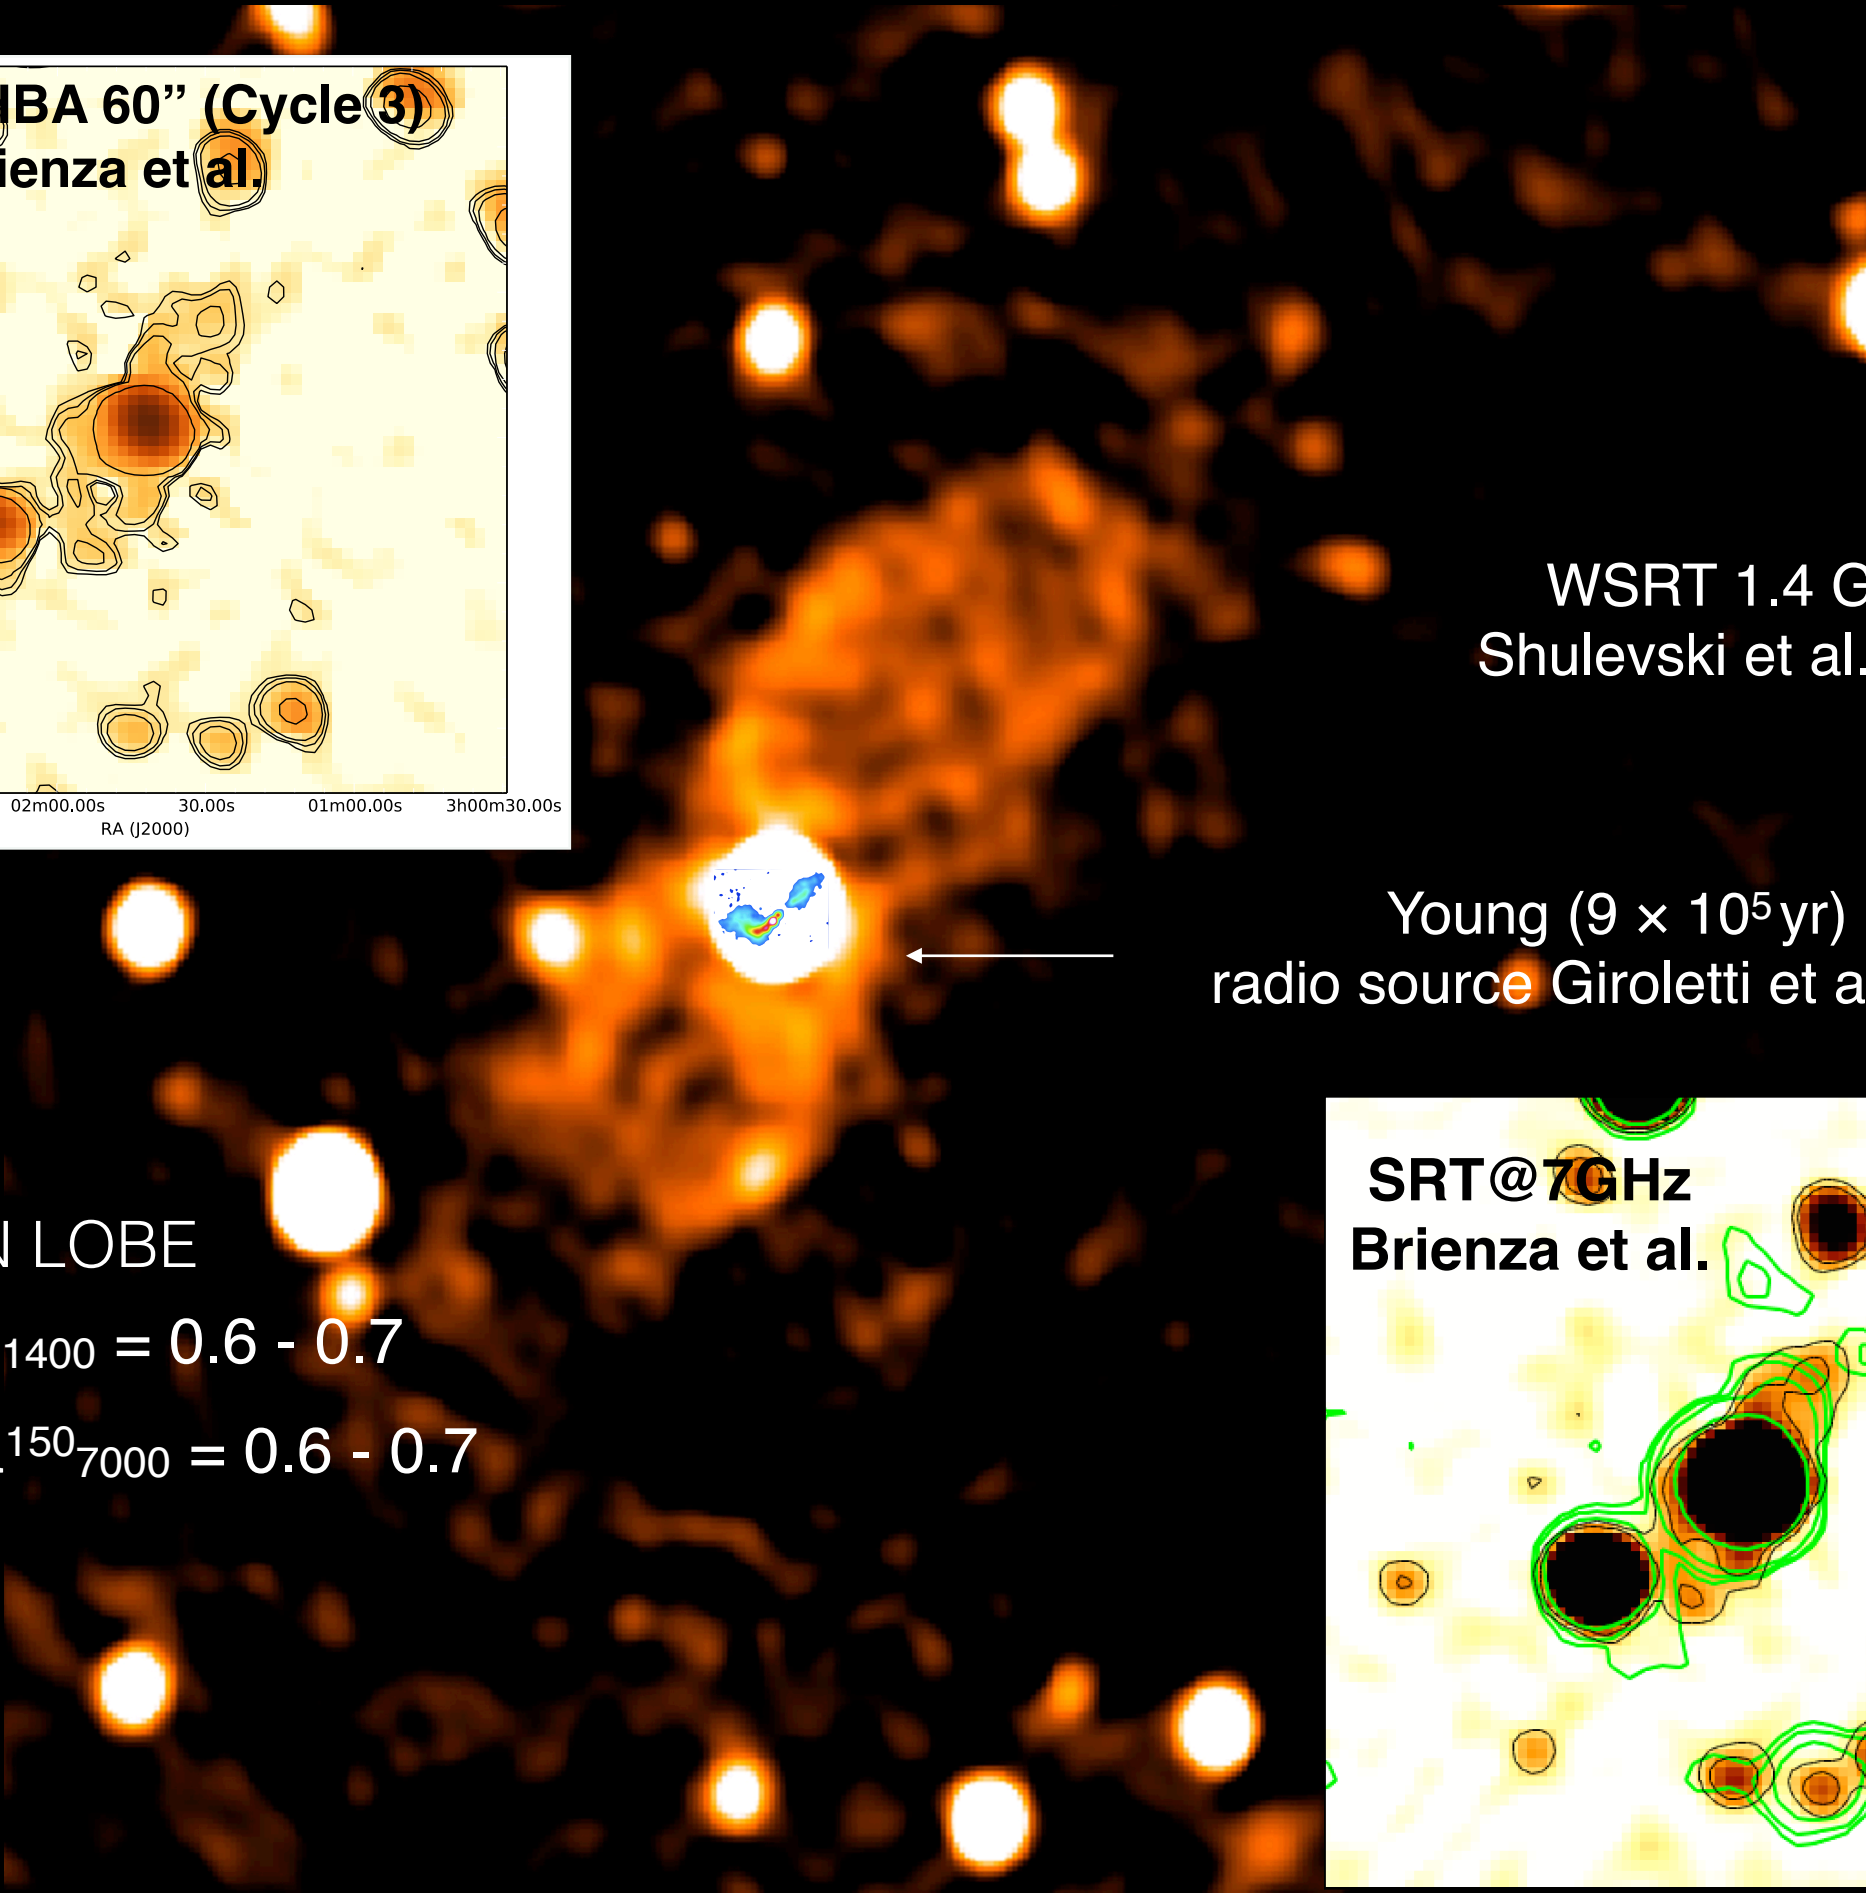 HBA 60” (Cycle 3)
ienza et al.
02m00.00s 30.00s 01m00.00s 3h00m30.00s
RA (J2000)
WSRT 1.4 G
Shulevski et al.
Young (9 × 10⁵ yr)
radio source Giroletti et a
SRT@7GHz
Brienza et al.
N LOBE
1400 = 0.6 - 0.7
150 7000 = 0.6 - 0.7